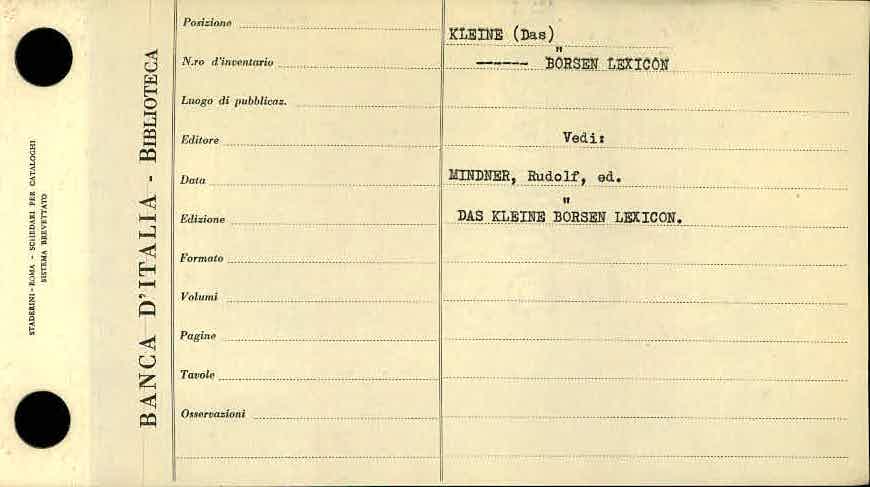 STADERINI - ROMA - SCHEDARI PER CATALOGHI
SISTEMA BREVETTATO
BANCA D'ITALIA - BIBLIOTECA
Posizione
N.ro d'inventario
Luogo di pubblicaz.
Editore
Data
Edizione
Formato
Volumi
Pagine
Tavole
Osservazioni
KLEINE (Das)
------ BÖRSEN LEXICON
Vedi:
MINDNER, Rudolf, ed.
DAS KLEINE BÖRSEN LEXICON.